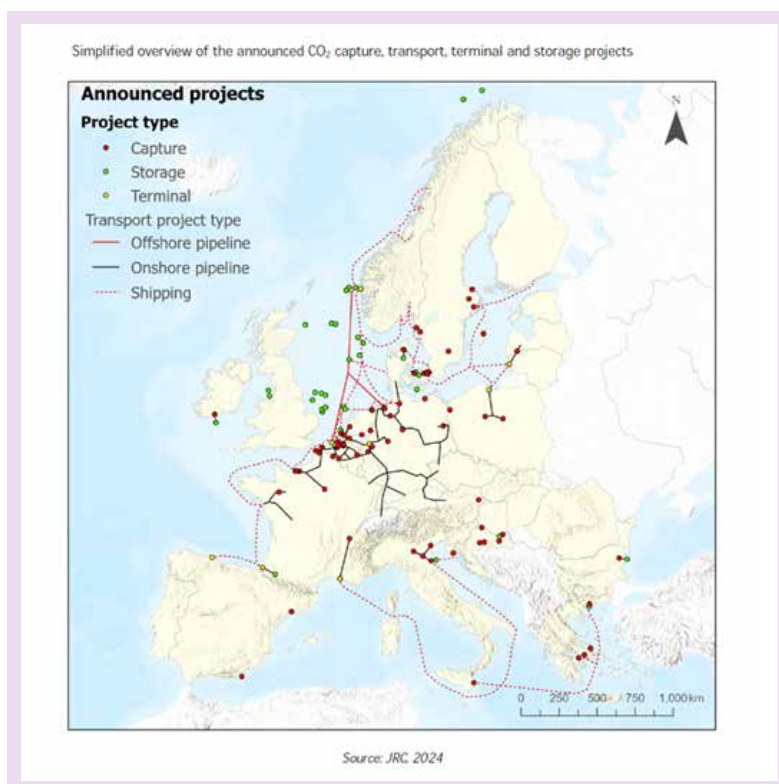 Simplified overview of the announced CO₂ capture, transport, terminal and storage projects
Announced projects
Project type
Capture
Storage
Terminal
Transport project type
Offshore pipeline
Onshore pipeline
Shipping
N
0 250 500 750 1.000 km
Source: JRC, 2024